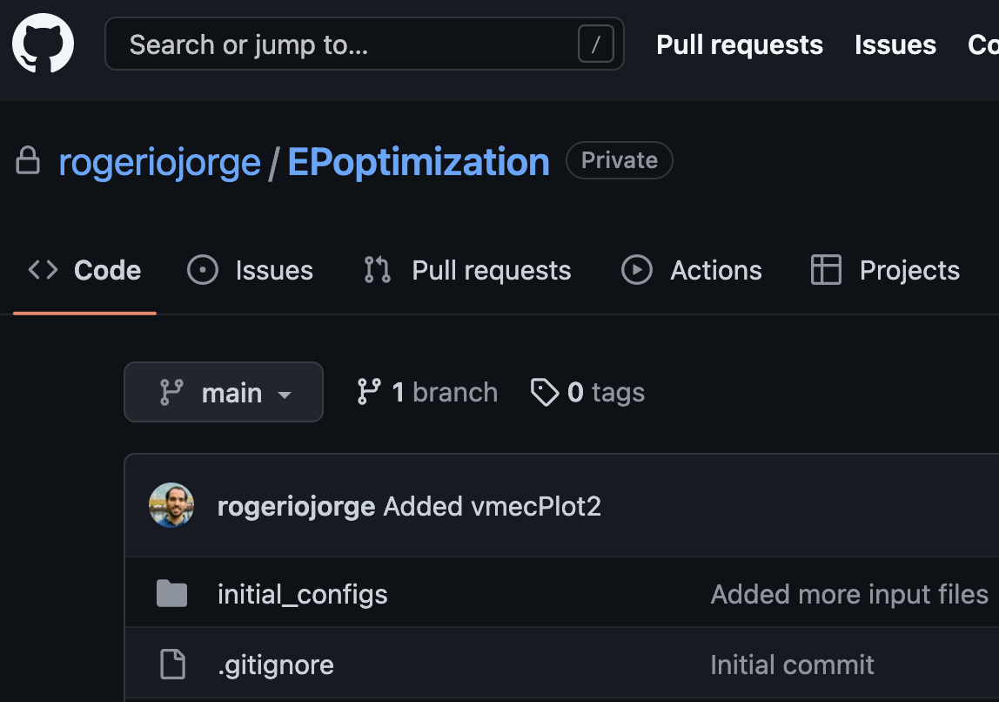 Search or jump to... / Pull requests Issues Co
rogeriojorge / EPoptimization Private
Code Issues Pull requests Actions Projects
main 1 branch 0 tags
rogeriojorge Added vmecPlot2
initial_configs Added more input files
.gitignore Initial commit